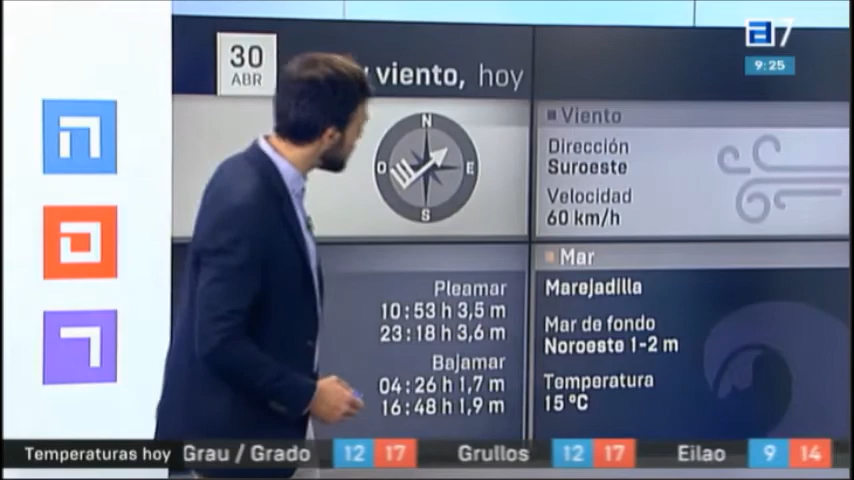 7
9:25
30
ABR
y viento, hoy
N
O
E
S
Viento
Dirección
Suroeste
Velocidad
60 km/h
Pleamar
10:53 h 3,5 m
23:18 h 3,6 m
Bajamar
04:26 h 1,7 m
16:48 h 1,9 m
Mar
Marejadilla
Mar de fondo
Noroeste 1-2 m
Temperatura
15 ºC
Temperaturas hoy Grau / Grado 12 17 Grullos 12 17 Eilao 9 14